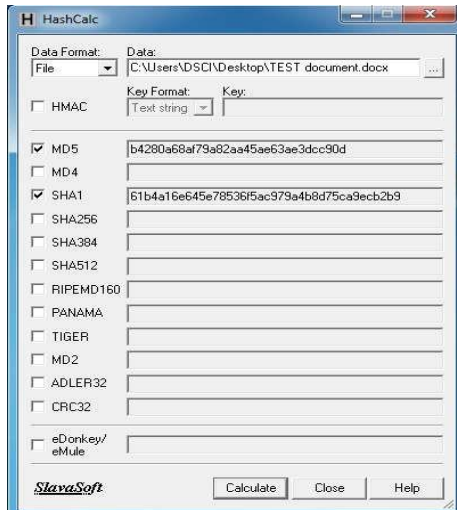 HashCalc
Data Format: Data:
File C:\Users\DSCI\Desktop\TEST document.docx ...
Key Format: Key:
HMAC Text string
MD5 b4280a68af79a82aa45ae63ae3dcc90d
MD4
SHA1 61b4a16e645e78536f5ac979a4b8d75ca9ecb2b9
SHA256
SHA384
SHA512
RIPEMD160
PANAMA
TIGER
MD2
ADLER32
CRC32
eDonkey/
eMule
SlavaSoft Calculate Close Help